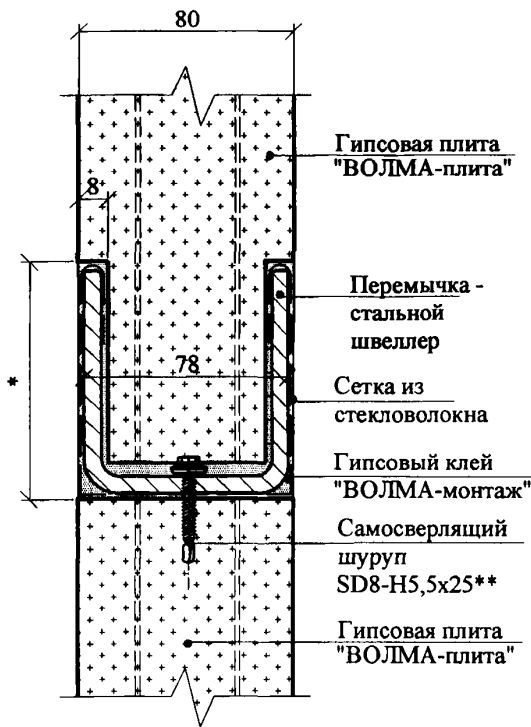 80
Гипсовая плита
"ВОЛМА-плита"
8
Перемычка -
стальной
швеллер
*
78
Сетка из
стекловолокна
Гипсовый клей
"ВОЛМА-монтаж"
Самосверлящий
шуруп
SD8-H5,5x25**
Гипсовая плита
"ВОЛМА-плита"